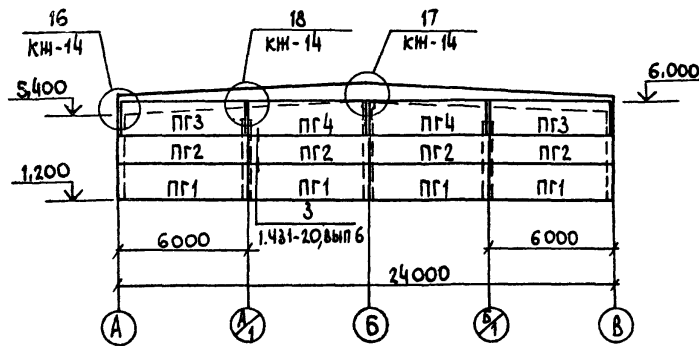 16
КЖ-14
18
КЖ-14
17
КЖ-14
5,400
6.000
ПГ3
ПГ4
ПГ4
ПГ3
ПГ2
ПГ2
ПГ2
ПГ2
1,200
ПГ1
ПГ1
ПГ1
ПГ1
3
1.431-20, вып 6
6000
6000
24000
А
А/1
Б
Б/1
В